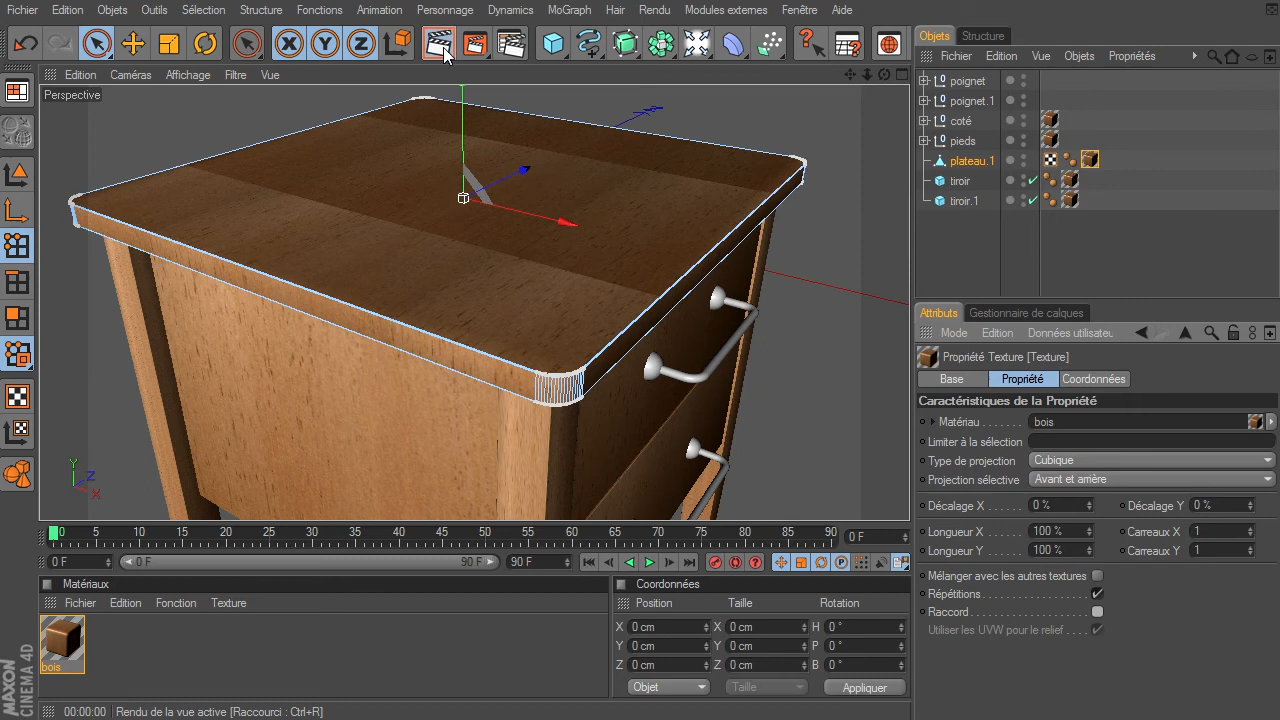 Fichier Edition Objets Outils Sélection Structure Fonctions Animation Personnage Dynamics MoGraph Hair Rendu Modules externes Fenêtre Aide
X Y Z
Edition Caméras Affichage Filtre Vue
Perspective
Y
Z
X
0 5 10 15 20 25 30 35 40 45 50 55 60 65 70 75 80 85 90 0 F
0 F 0 F 90 F 90 F
Matériaux
Fichier Edition Fonction Texture
bois
Coordonnées
Position Taille Rotation
X 0 cm X 0 cm H 0 °
Y 0 cm Y 0 cm P 0 °
Z 0 cm Z 0 cm B 0 °
Objet Taille Appliquer
MAXON
CINEMA 4D
00:00:00 Rendu de la vue active [Raccourci : Ctrl+R]
Objets Structure
Fichier Edition Vue Objets Propriétés
poignet
poignet.1
coté
pieds
plateau.1
tiroir
tiroir.1
Attributs Gestionnaire de calques
Mode Edition Données utilisateu
Propriété Texture [Texture]
Base Propriété Coordonnées
Caractéristiques de la Propriété
Matériau bois
Limiter à la sélection
Type de projection Cubique
Projection sélective Avant et arrière
Décalage X 0 % Décalage Y 0 %
Longueur X 100 % Carreaux X 1
Longueur Y 100 % Carreaux Y 1
Mélanger avec les autres textures
Répétitions
Raccord
Utiliser les UVW pour le relief